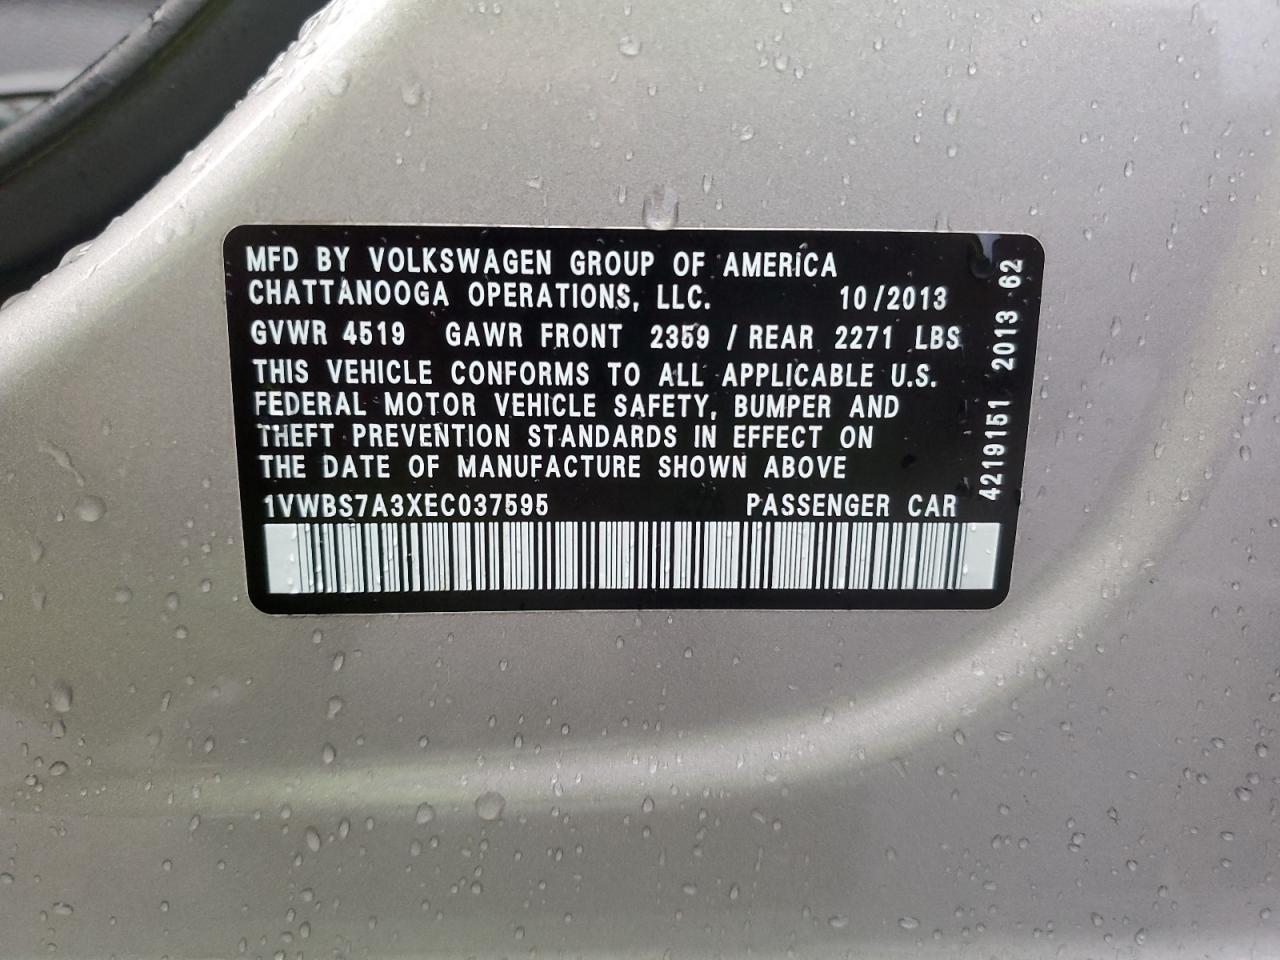 MFD BY VOLKSWAGEN GROUP OF AMERICA
CHATTANOOGA OPERATIONS, LLC. 10/2013
GVWR 4519 GAWR FRONT 2359 / REAR 2271 LBS
THIS VEHICLE CONFORMS TO ALL APPLICABLE U.S.
FEDERAL MOTOR VEHICLE SAFETY, BUMPER AND
THEFT PREVENTION STANDARDS IN EFFECT ON
THE DATE OF MANUFACTURE SHOWN ABOVE
1VWBS7A3XEC037595 PASSENGER CAR
4219151 2013 62